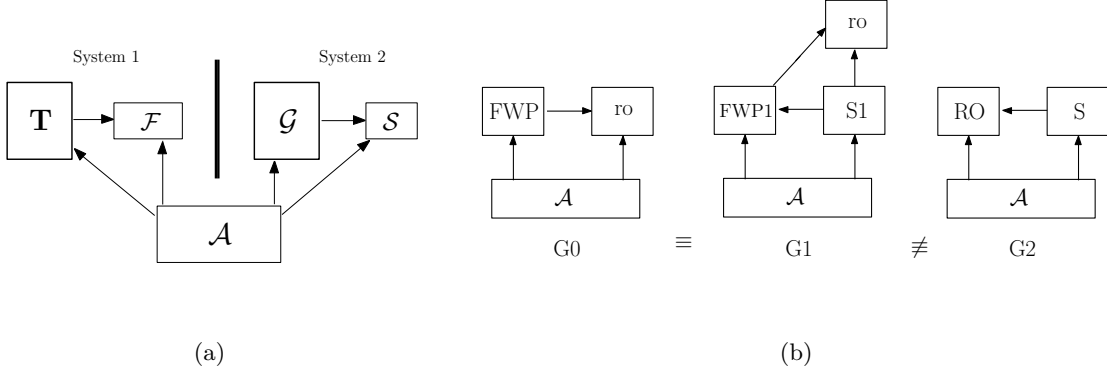 System 1
System 2
T
ℱ
𝒢
𝒮
𝒜
(a)
ro
FWP
ro
FWP1
S1
RO
S
𝒜
𝒜
𝒜
G0
≡
G1
≢
G2
(b)